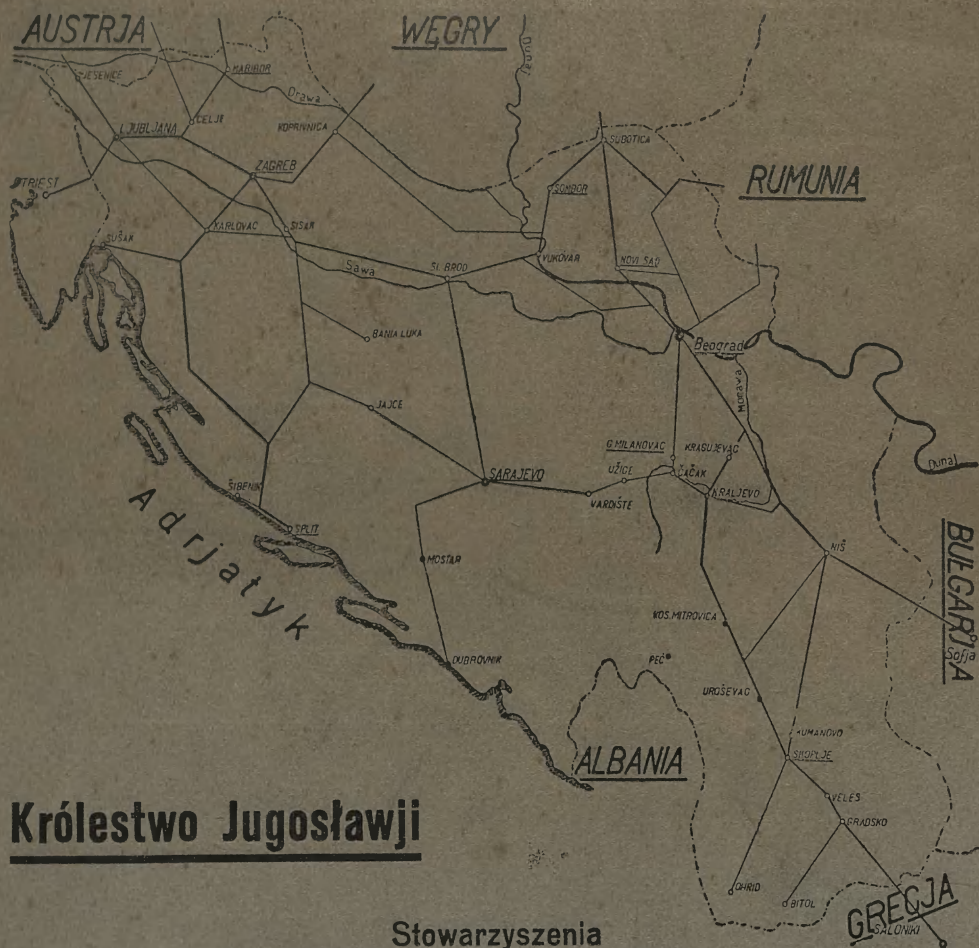 AUSTRJA
WĘGRY
Dunaj
JESENICE
MARIBOR
Drawa
CELJE
LJUBLJANA
KOPRIVNICA
SUBOTICA
ZAGREB
TRIEST
SOMBOR
RUMUNIA
KARLOVAC
SISAK
SUŠAK
Sawa
SL. BROD
VUKOVAR
NOVI SAD
BANIA LUKA
Beograd
Morawa
JAJCE
G. MILANOVAC
KRAGUJEVAC
Dunaj
SARAJEVO
UŽICE
ČAČAK
VARDIŠTE
KRALJEVO
ŠIBENIK
SPLIT
Adrjatyk
MOSTAR
NIŠ
BUŁGARJA
KOS. MITROVICA
Sofja
DUBROVNIK
PEĆ
UROŠEVAC
KUMANOVO
ALBANIA
SKOPLJE
VELES
GRADSKO
Królestwo Jugosławji
OHRID
BITOL
GRECJA
SALONIKI
Stowarzyszenia